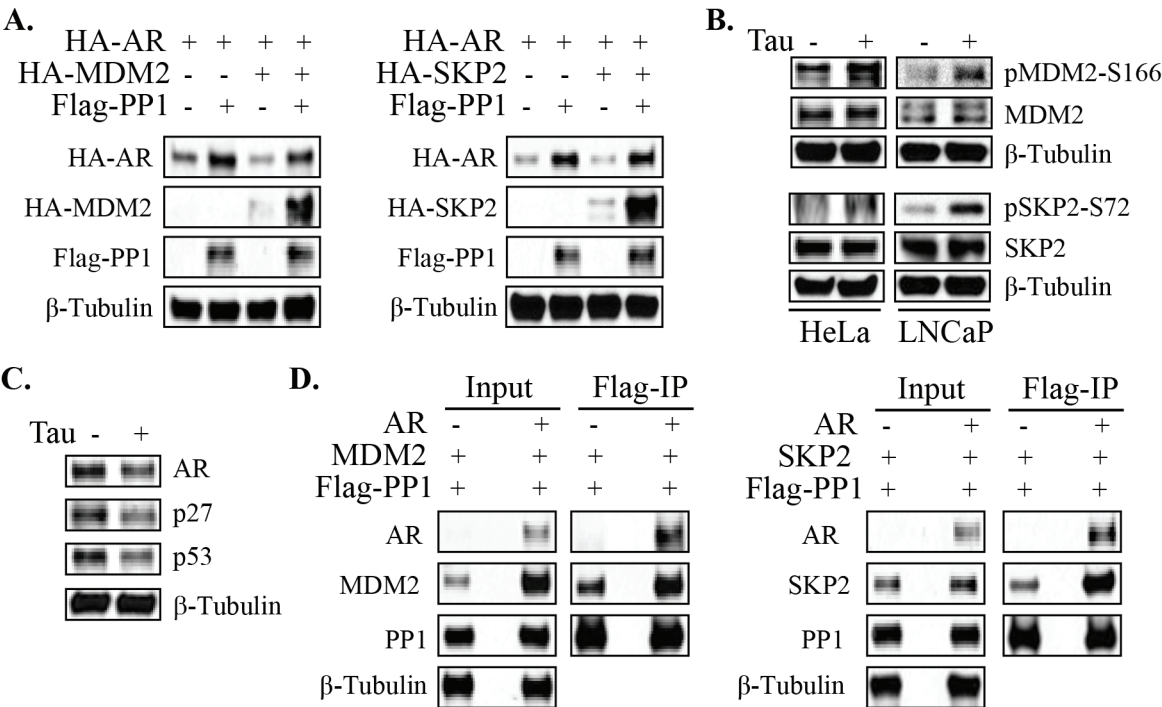 A.
HA-AR + + + +
HA-MDM2 - - + +
Flag-PP1 - + - +
HA-AR
HA-MDM2
Flag-PP1
β-Tubulin
HA-AR + + + +
HA-SKP2 - - + +
Flag-PP1 - + - +
HA-AR
HA-SKP2
Flag-PP1
β-Tubulin
B.
Tau - + - +
pMDM2-S166
MDM2
β-Tubulin
pSKP2-S72
SKP2
β-Tubulin
HeLa LNCaP
C.
Tau - +
AR
p27
p53
β-Tubulin
D.
Input Flag-IP
AR - + - +
MDM2 + + + +
Flag-PP1 + + + +
AR
MDM2
PP1
β-Tubulin
Input Flag-IP
AR - + - +
SKP2 + + + +
Flag-PP1 + + + +
AR
SKP2
PP1
β-Tubulin